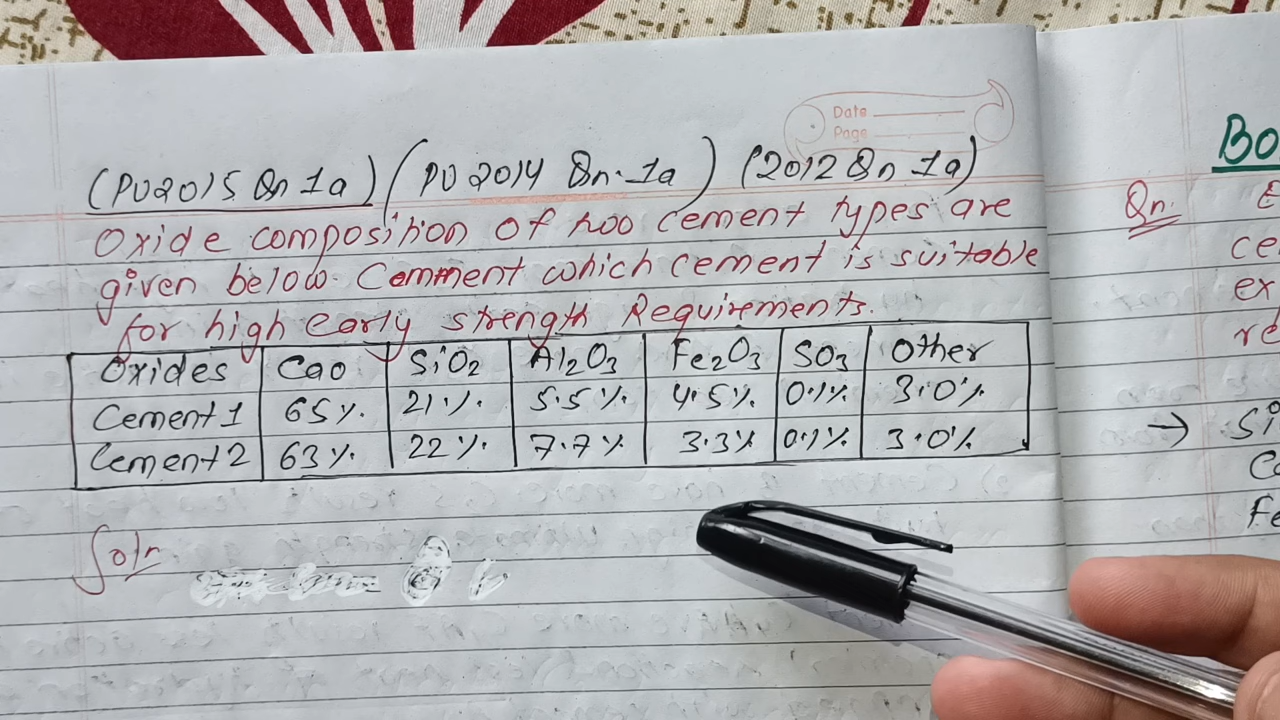 Date
Page
(PU2015 Qn 1a) (PU 2014 Qn. 1a) (2012 Qn 1a)
Oxide composition of two cement types are
given below. Comment which cement is suitable
for high early strength Requirements.
Oxides CaO SiO2 Al2O3 Fe2O3 SO3 Other
Cement 1 65%. 21%. 5.5%. 4.5%. 0.1%. 3.0%.
Cement 2 63%. 22%. 7.7%. 3.3% 0.1%. 3.0%.
Soln
BO
Qn. E
ce
ex
re
→ Si
Ca
Fe